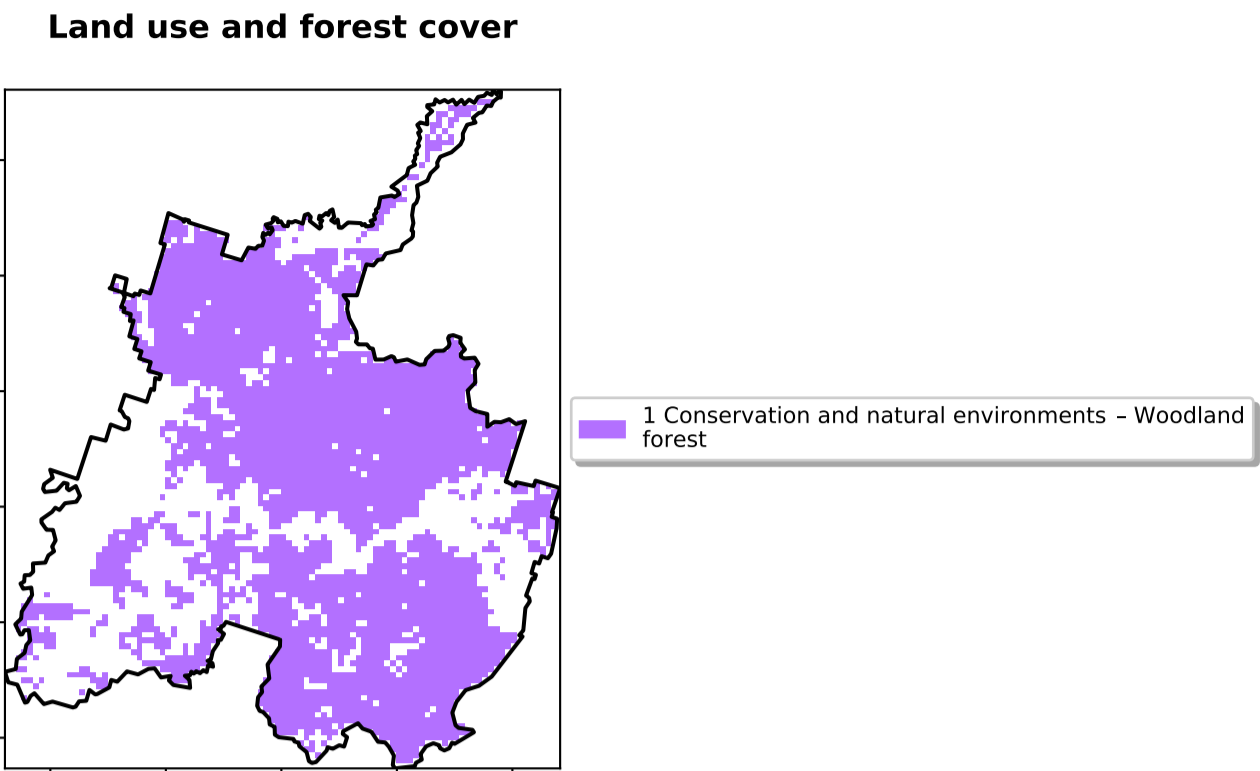 Land use and forest cover
1 Conservation and natural environments – Woodland
forest